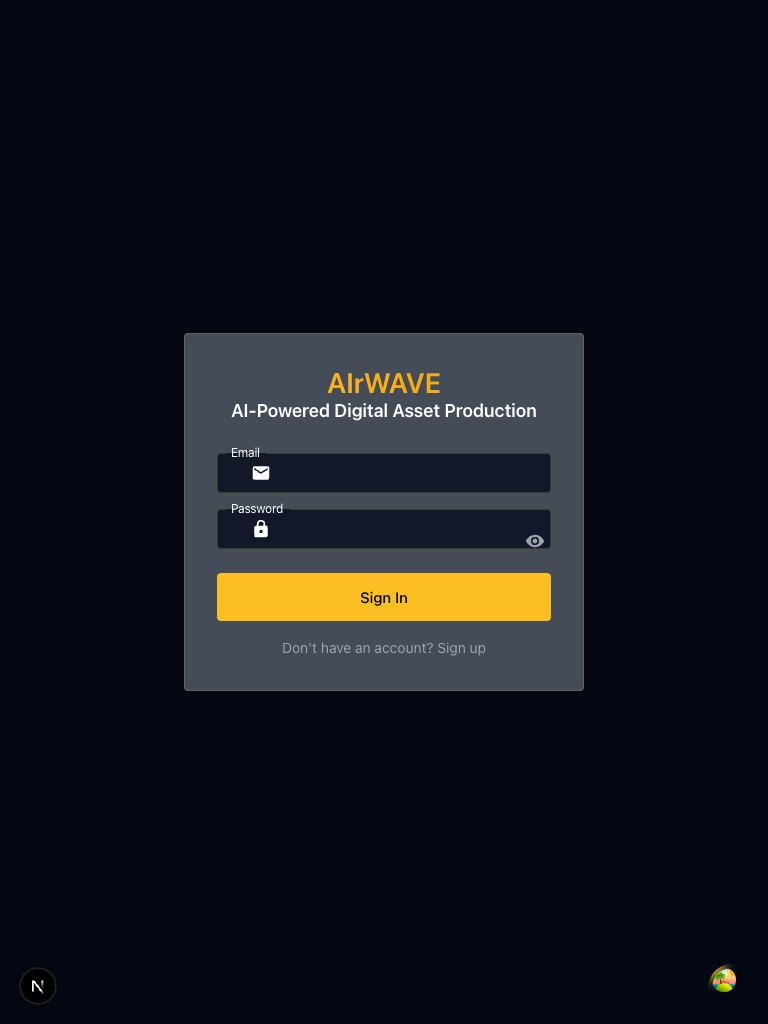 AIrWAVE
AI-Powered Digital Asset Production
Email
Password
Sign In
Don't have an account? Sign up
N